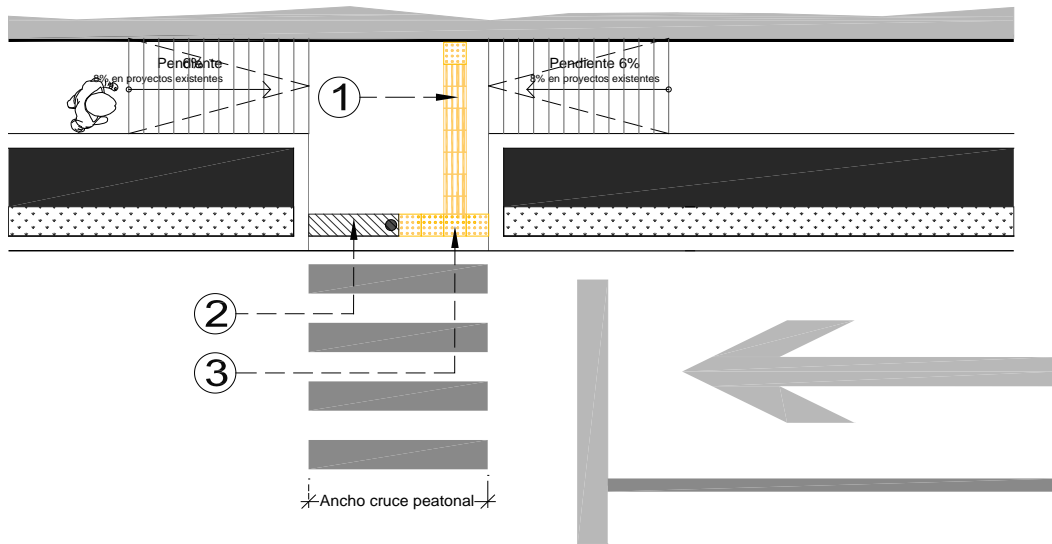 Pendiente
6%
8% en proyectos existentes
Pendiente 6%
8% en proyectos existentes
1
2
3
Ancho cruce peatonal